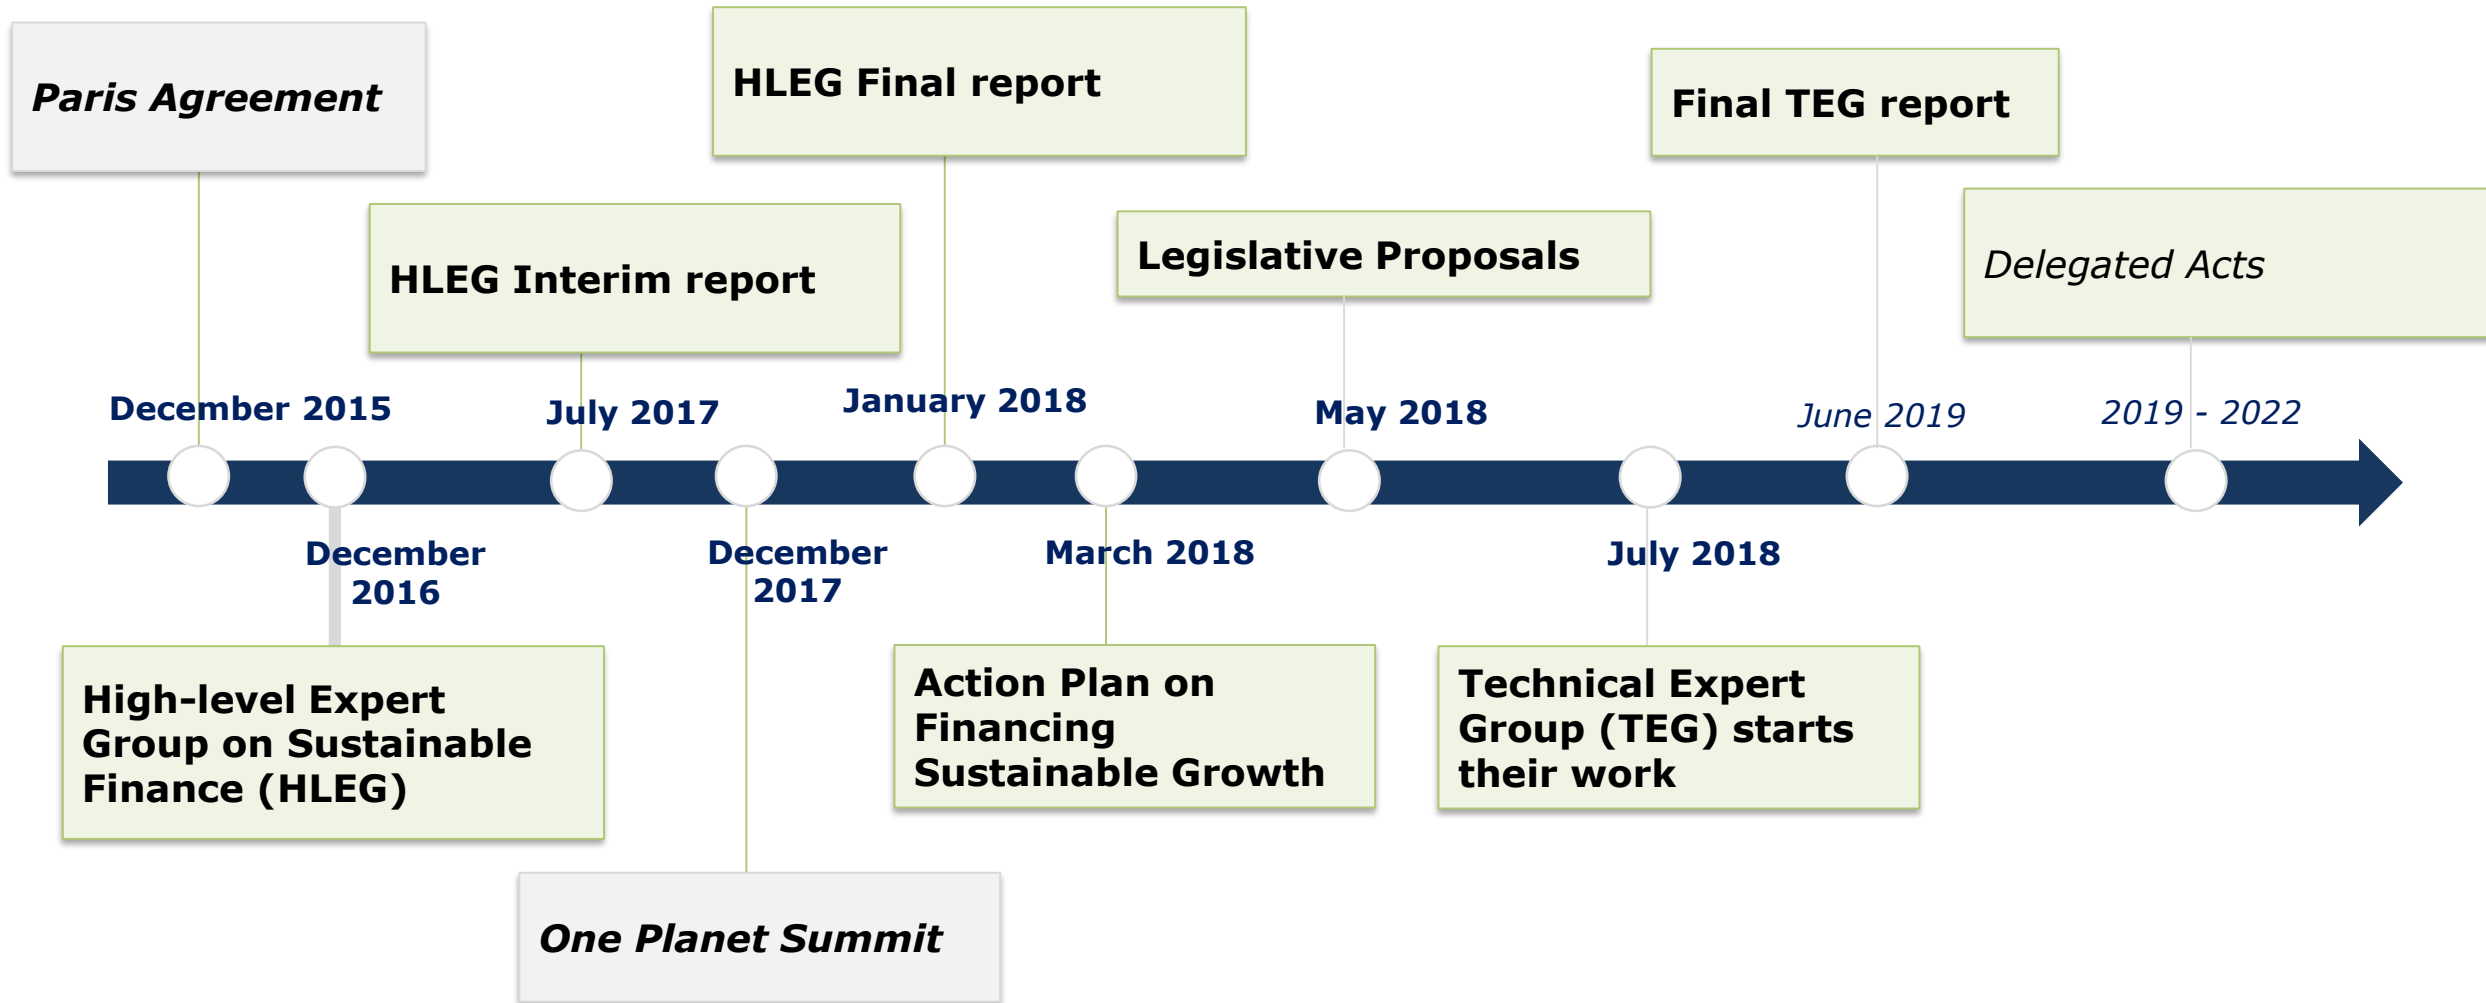 Paris Agreement
HLEG Final report
Final TEG report
HLEG Interim report
Legislative Proposals
Delegated Acts
December 2015
July 2017
January 2018
May 2018
June 2019
2019 - 2022
December
2016
December
2017
March 2018
July 2018
High-level Expert
Group on Sustainable
Finance (HLEG)
Action Plan on
Financing
Sustainable Growth
Technical Expert
Group (TEG) starts
their work
One Planet Summit